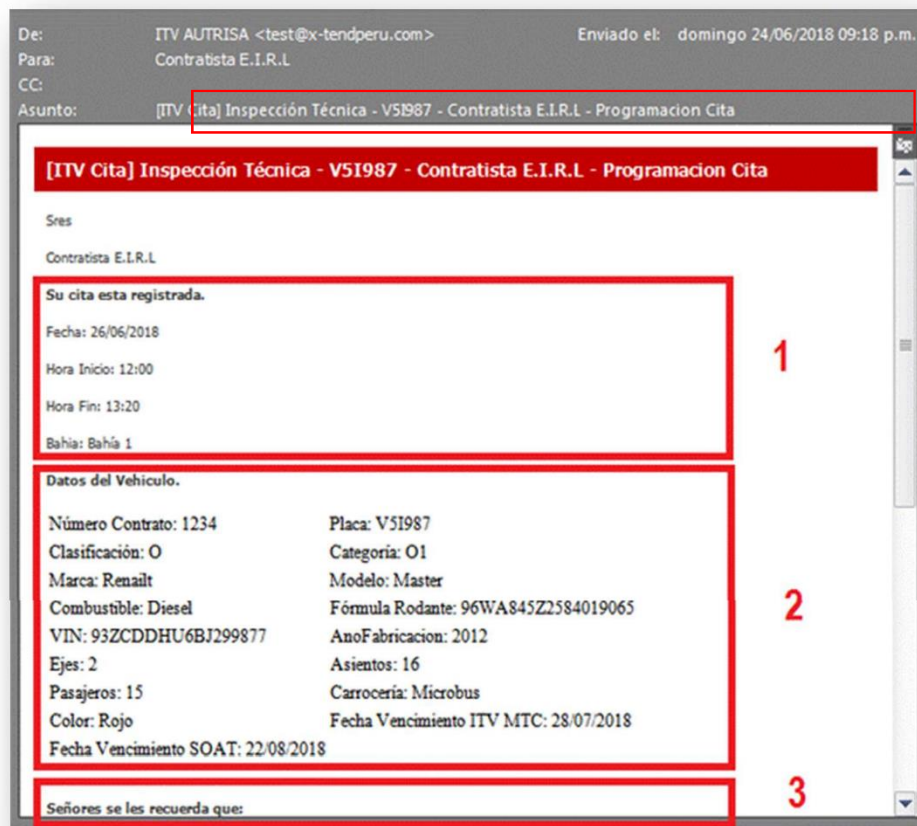 De: ITV AUTRISA <test@x-tendperu.com> Enviado el: domingo 24/06/2018 09:18 p.m.
Para: Contratista E.I.R.L
CC:
Asunto: [ITV Cita] Inspección Técnica - V5I987 - Contratista E.I.R.L - Programacion Cita
[ITV Cita] Inspección Técnica - V5I987 - Contratista E.I.R.L - Programacion Cita
Sres
Contratista E.I.R.L
Su cita esta registrada.
Fecha: 26/06/2018
Hora Inicio: 12:00
1
Hora Fin: 13:20
Bahia: Bahía 1
Datos del Vehiculo.
Número Contrato: 1234 Placa: V5I987
Clasificación: O Categoría: O1
Marca: Renailt Modelo: Master
Combustible: Diesel Fórmula Rodante: 96WA845Z2584019065
2
VIN: 93ZCDDHU6BJ299877 AnoFabricacion: 2012
Ejes: 2 Asientos: 16
Pasajeros: 15 Carrocería: Microbus
Color: Rojo Fecha Vencimiento ITV MTC: 28/07/2018
Fecha Vencimiento SOAT: 22/08/2018
3
Señores se les recuerda que: